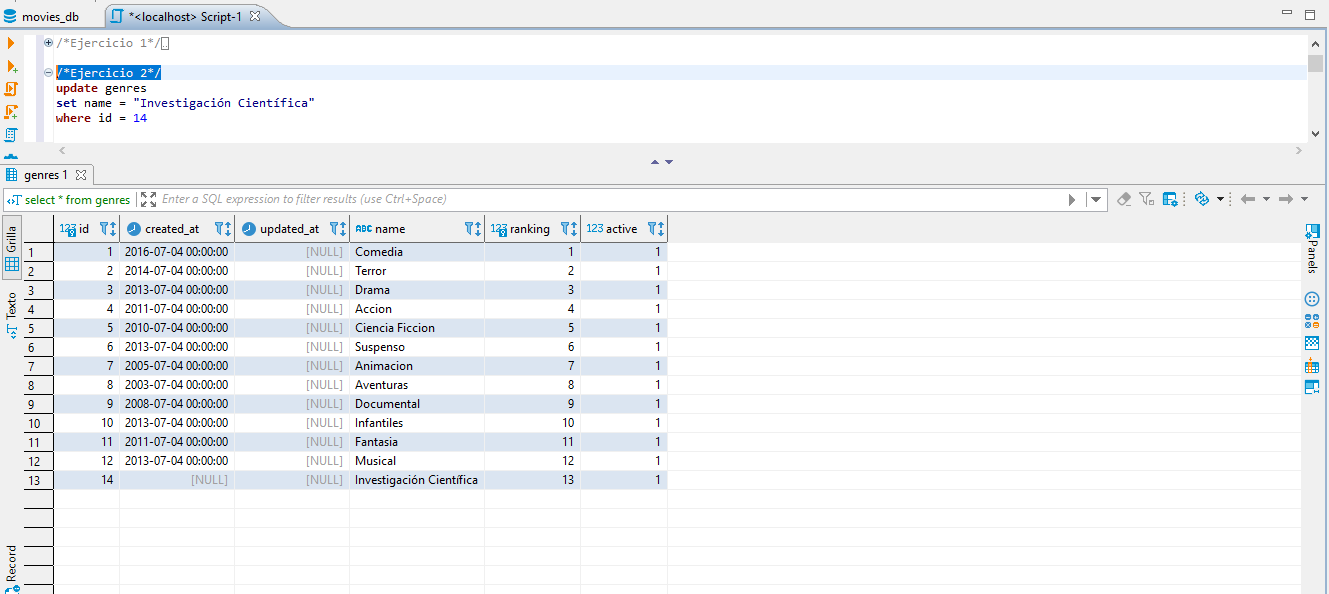 movies_db
*<localhost> Script-1
/*Ejercicio 1*/
/*Ejercicio 2*/
update genres
set name = "Investigación Científica"
where id = 14
genres 1
select * from genres
Enter a SQL expression to filter results (use Ctrl+Space)
Grilla
Texto
Record
Panels
123 id ABC created_at updated_at name 123 ranking 123 active
1 1 2016-07-04 00:00:00 [NULL] Comedia 1 1
2 2 2014-07-04 00:00:00 [NULL] Terror 2 1
3 3 2013-07-04 00:00:00 [NULL] Drama 3 1
4 4 2011-07-04 00:00:00 [NULL] Accion 4 1
5 5 2010-07-04 00:00:00 [NULL] Ciencia Ficcion 5 1
6 6 2013-07-04 00:00:00 [NULL] Suspenso 6 1
7 7 2005-07-04 00:00:00 [NULL] Animacion 7 1
8 8 2003-07-04 00:00:00 [NULL] Aventuras 8 1
9 9 2008-07-04 00:00:00 [NULL] Documental 9 1
10 10 2013-07-04 00:00:00 [NULL] Infantiles 10 1
11 11 2011-07-04 00:00:00 [NULL] Fantasia 11 1
12 12 2013-07-04 00:00:00 [NULL] Musical 12 1
13 14 [NULL] [NULL] Investigación Científica 13 1